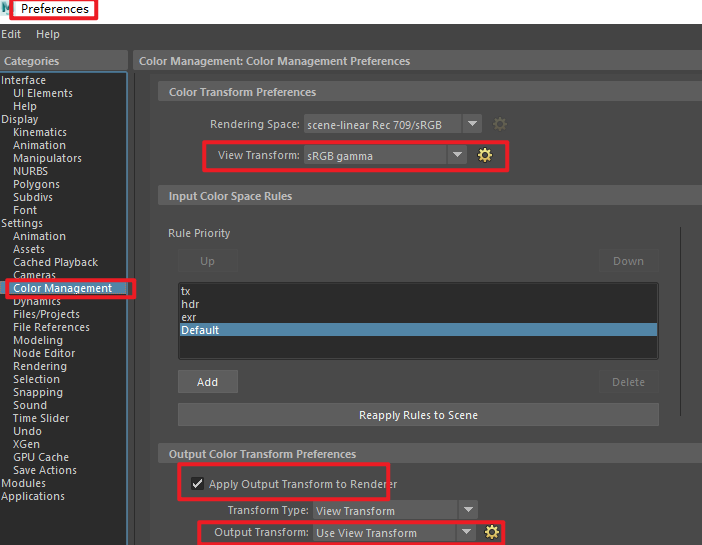 Preferences
Edit Help
Categories
Color Management: Color Management Preferences
Interface
UI Elements
Help
Display
Kinematics
Animation
Manipulators
NURBS
Polygons
Subdivs
Font
Settings
Animation
Assets
Cached Playback
Cameras
Color Management
Dynamics
Files/Projects
File References
Modeling
Node Editor
Rendering
Selection
Snapping
Sound
Time Slider
Undo
XGen
GPU Cache
Save Actions
Modules
Applications
Color Transform Preferences
Rendering Space: scene-linear Rec 709/sRGB
View Transform: sRGB gamma
Input Color Space Rules
Rule Priority
Up Down
tx
hdr
exr
Default
Add Delete
Reapply Rules to Scene
Output Color Transform Preferences
Apply Output Transform to Renderer
Transform Type: View Transform
Output Transform: Use View Transform